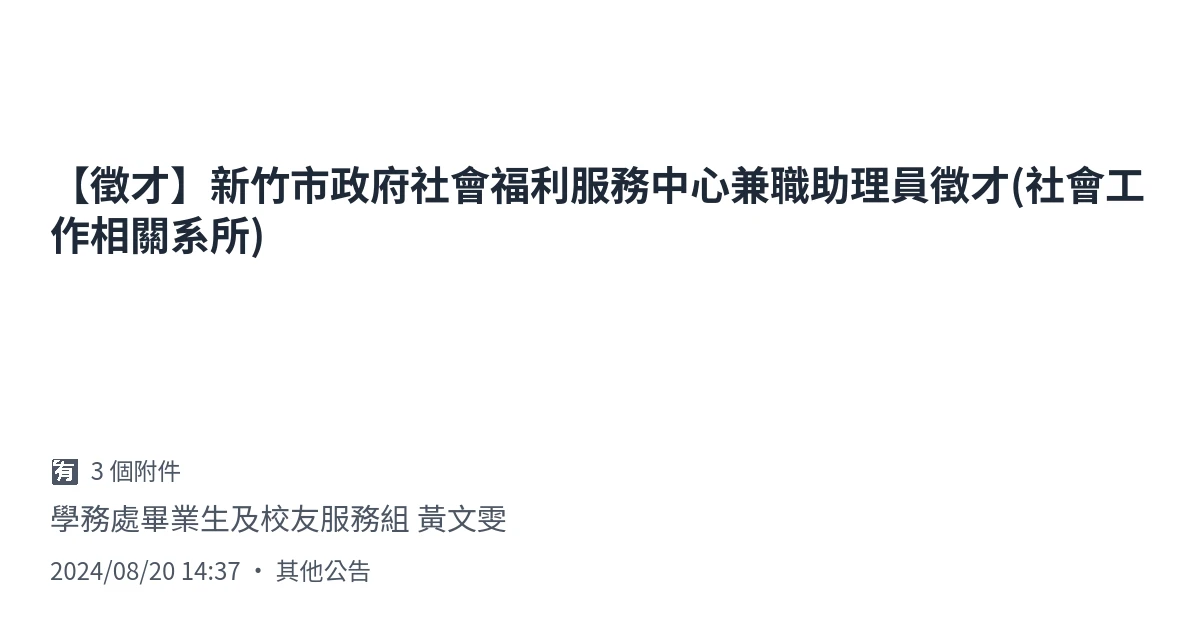 【徵才】新竹市政府社會福利服務中心兼職助理員徵才(社會工
作相關系所)
有 3 個附件
學務處畢業生及校友服務組 黃文雯
2024/08/20 14:37 • 其他公告